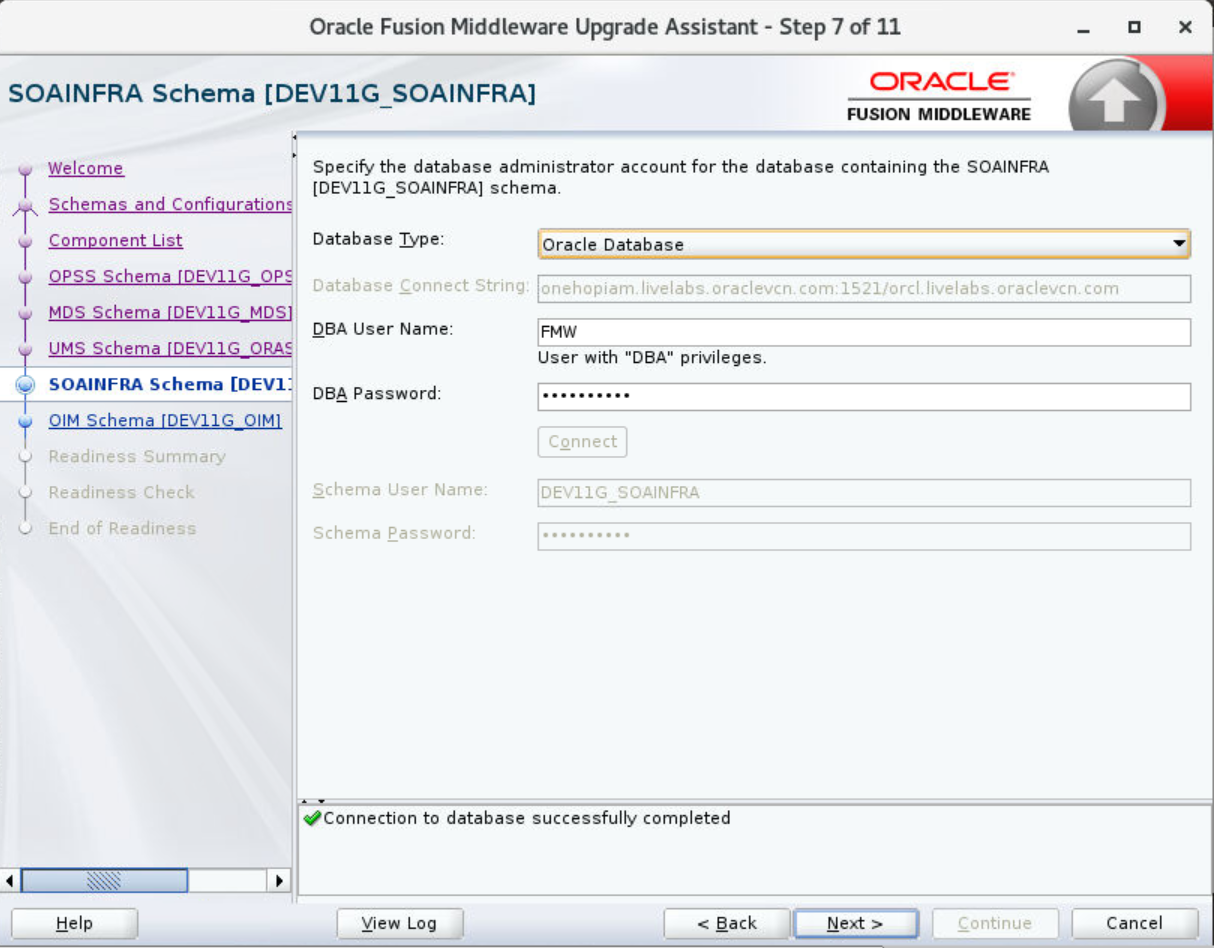 Oracle Fusion Middleware Upgrade Assistant - Step 7 of 11
SOAINFRA Schema [DEV11G_SOAINFRA]
ORACLE
FUSION MIDDLEWARE
Welcome
Schemas and Configurations
Component List
OPSS Schema [DEV11G_OPS
MDS Schema [DEV11G_MDS]
UMS Schema [DEV11G_ORAS
SOAINFRA Schema [DEV1
OIM Schema [DEV11G_OIM]
Readiness Summary
Readiness Check
End of Readiness
Specify the database administrator account for the database containing the SOAINFRA
[DEV11G_SOAINFRA] schema.
Database Type:
Oracle Database
Database Connect String:
onehopiam.livelabs.oraclevcn.com:1521/orcl.livelabs.oraclevcn.com
DBA User Name:
FMW
User with "DBA" privileges.
DBA Password:
••••••••••
Connect
Schema User Name:
DEV11G_SOAINFRA
Schema Password:
••••••••••
Connection to database successfully completed
Help
View Log
< Back
Next >
Continue
Cancel